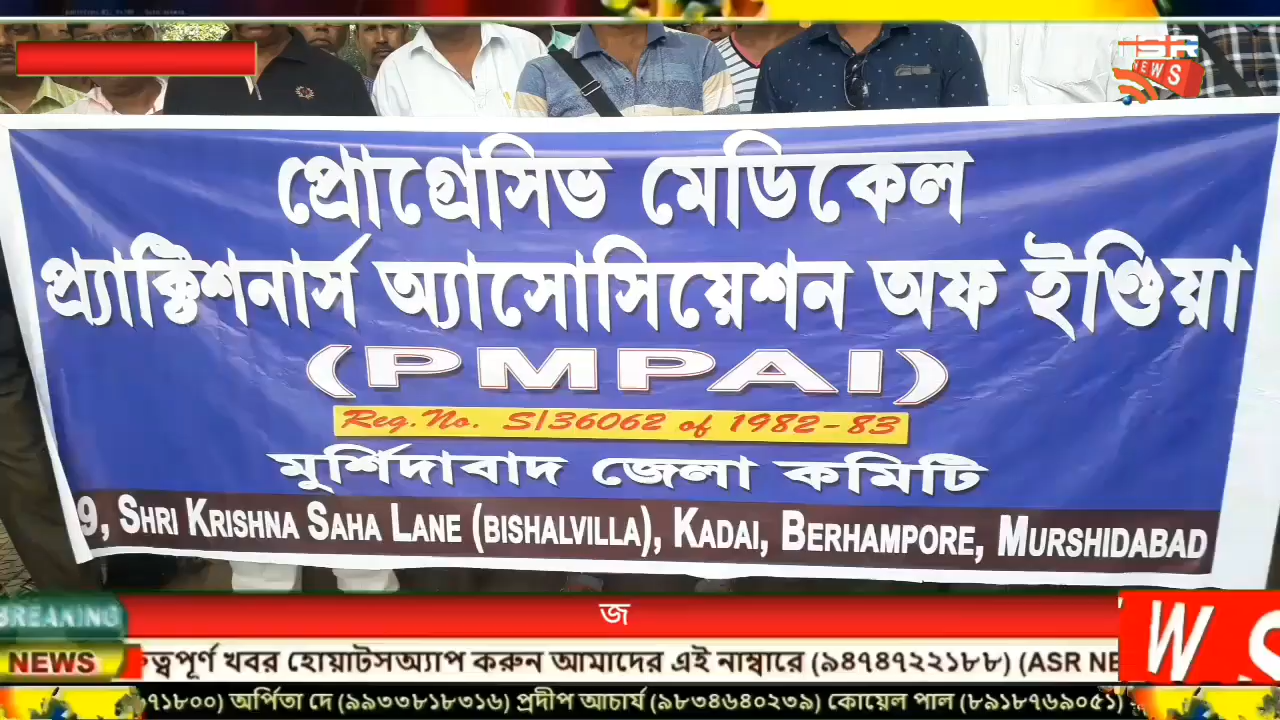 ASR
NEWS
প্রোগ্রেসিভ মেডিকেল
প্র্যাক্টিশনার্স অ্যাসোসিয়েশন অফ ইণ্ডিয়া
(PMPAI)
Reg.No. S/36062 of 1982-83
মুর্শিদাবাদ জেলা কমিটি
9, SHRI KRISHNA SAHA LANE (BISHALVILLA), KADAI, BERHAMPORE, MURSHIDABAD
BREAKING
জ
NEWS
ত্বপূর্ণ খবর হোয়াটসঅ্যাপ করুন আমাদের এই নাম্বারে (৯৪৭৪৭২২১৮৮) (ASR NE
W S
৭১৮০০) অর্পিতা দে (৯৯৩৩৮১৮৩১৬) প্রদীপ আচার্য (৯৮৩৪৬৪০২৩৯) কোয়েল পাল (৮৯১৮৭৬৯০৫১)